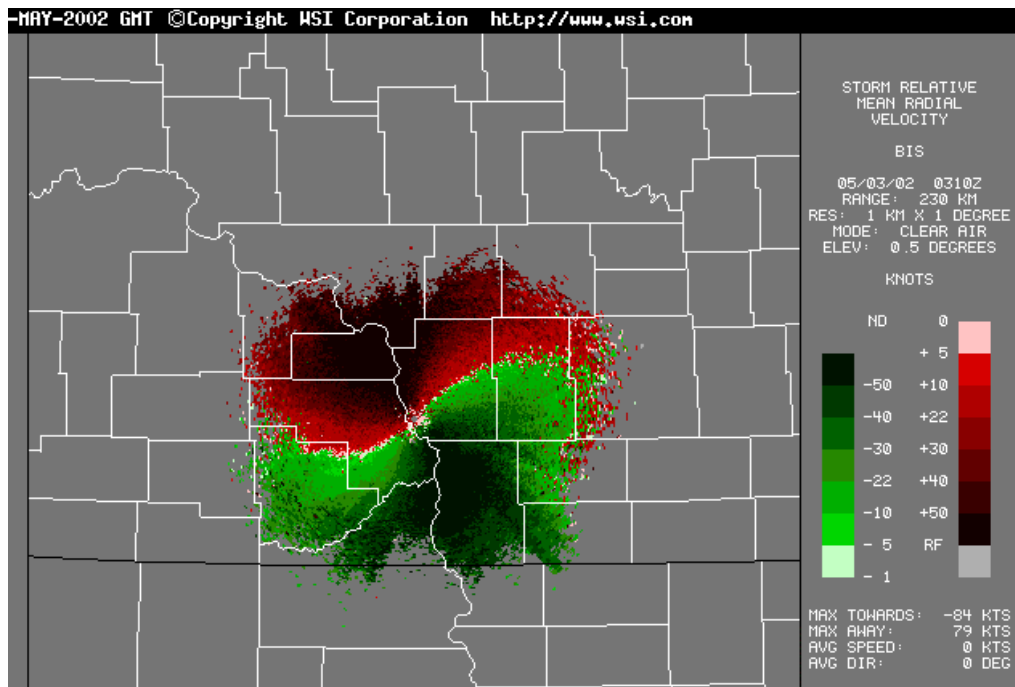 -MAY-2002 GMT ©Copyright WSI Corporation http://www.wsi.com
STORM RELATIVE
MEAN RADIAL
VELOCITY
BIS
05/03/02 0310Z
RANGE: 230 KM
RES: 1 KM X 1 DEGREE
MODE: CLEAR AIR
ELEV: 0.5 DEGREES
KNOTS
ND 0
+ 5
-50 +10
-40 +22
-30 +30
-22 +40
-10 +50
- 5 RF
- 1
MAX TOWARDS: -84 KTS
MAX AWAY: 79 KTS
AVG SPEED: 0 KTS
AVG DIR: 0 DEG